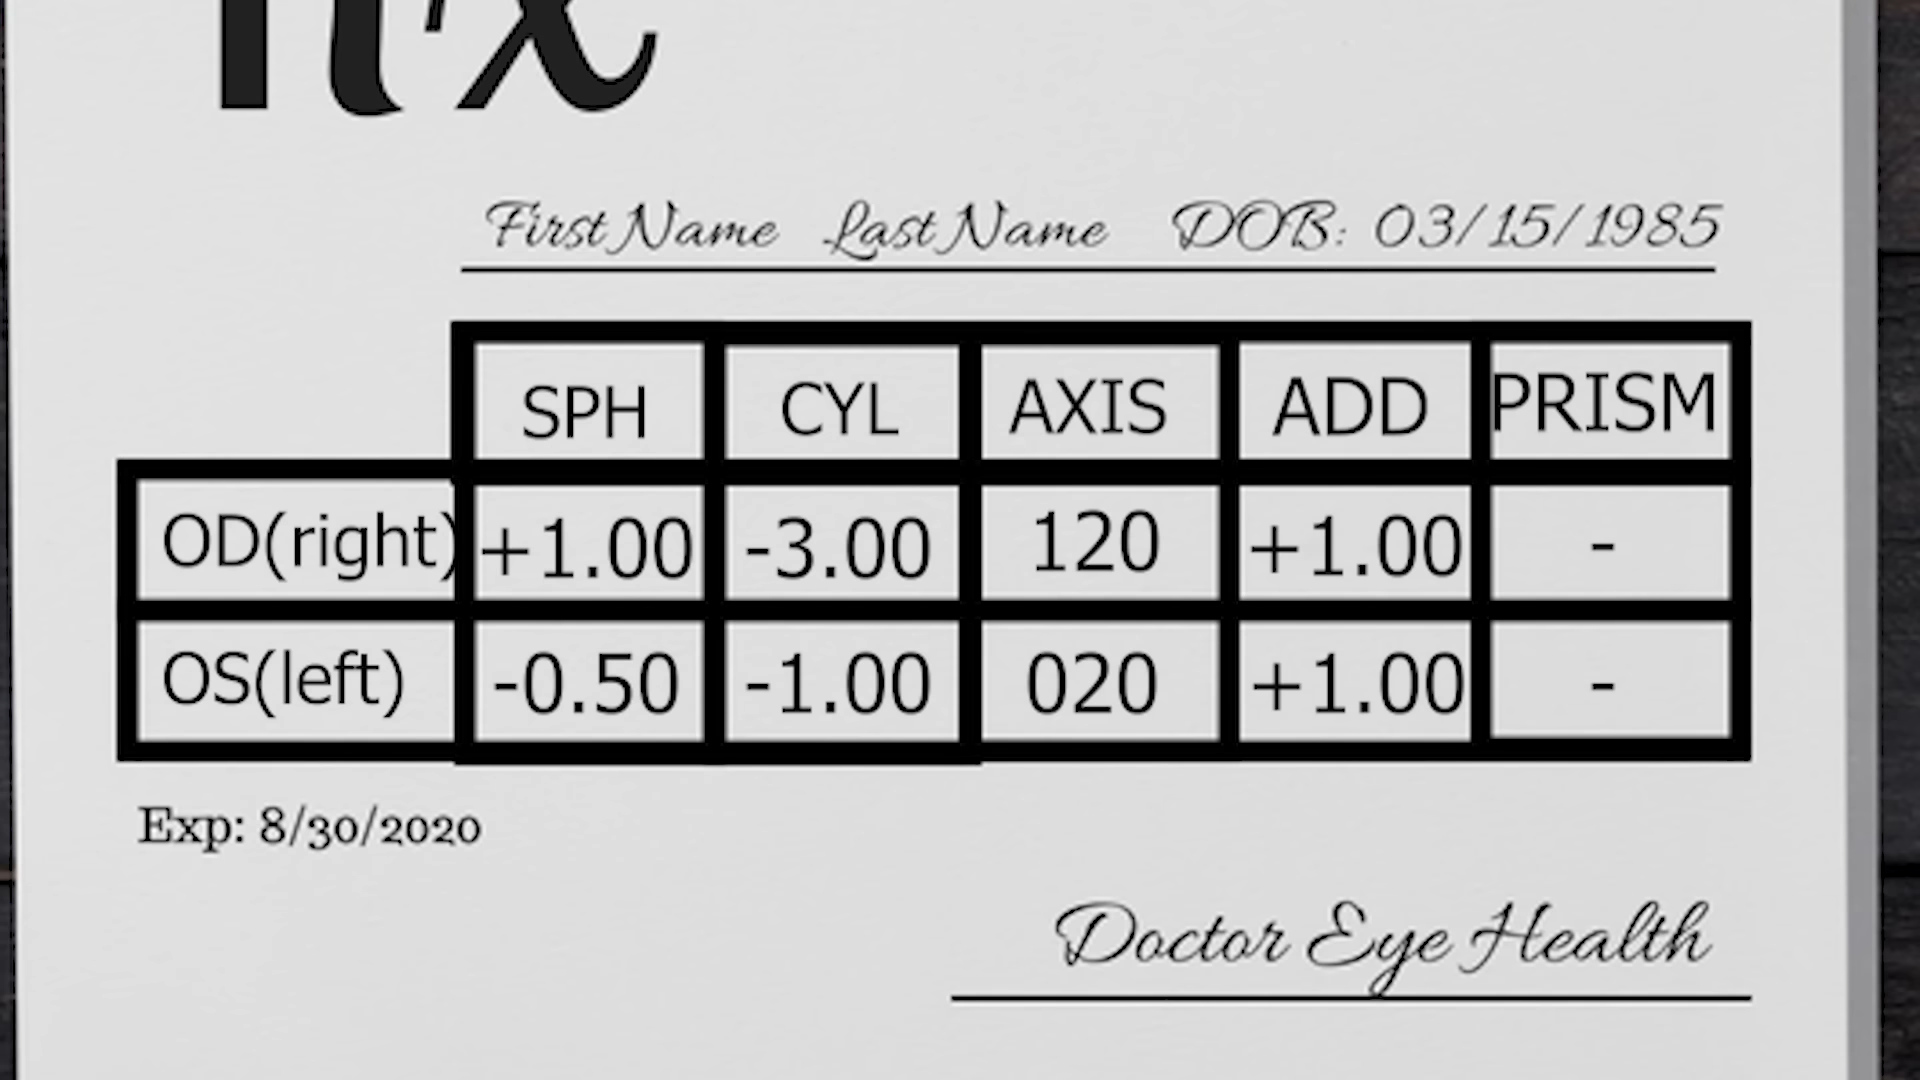 Rx
First Name Last Name DOB: 03/15/1985
SPH CYL AXIS ADD PRISM
OD(right) +1.00 -3.00 120 +1.00 -
OS(left) -0.50 -1.00 020 +1.00 -
Exp: 8/30/2020
Doctor Eye Health